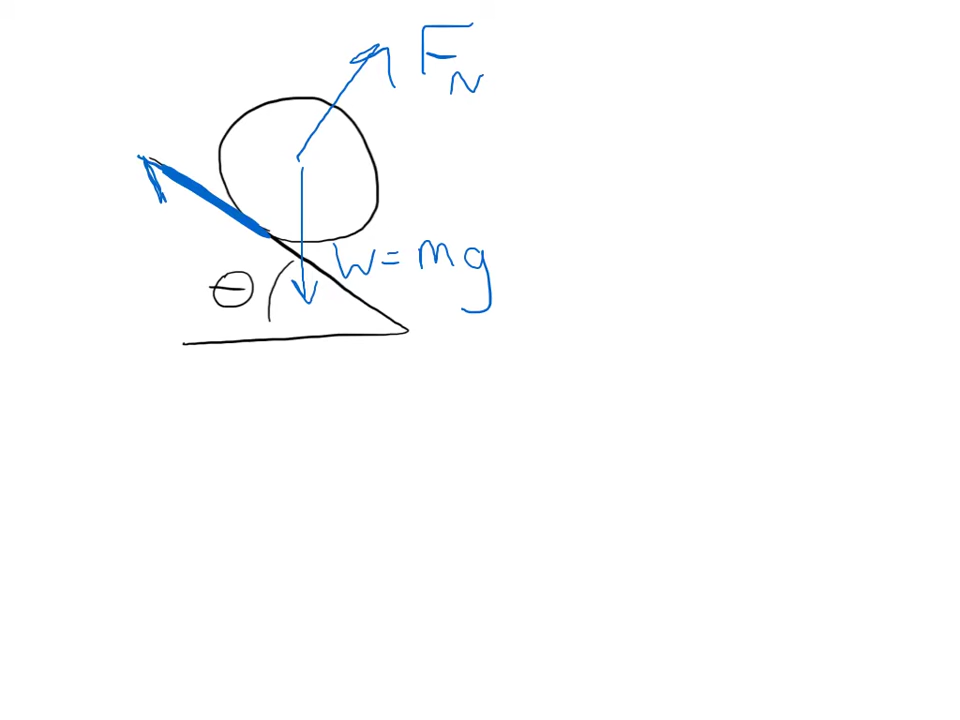 F_N
W = mg
θ